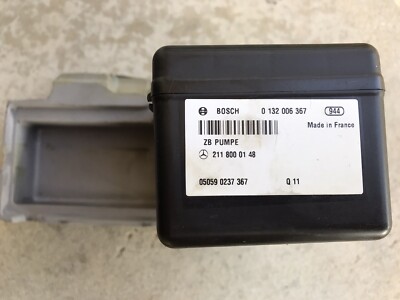 BOSCH 0 132 006 367 944
Made in France
ZB PUMPE
211 800 01 48
05059 0237 367 Q 11